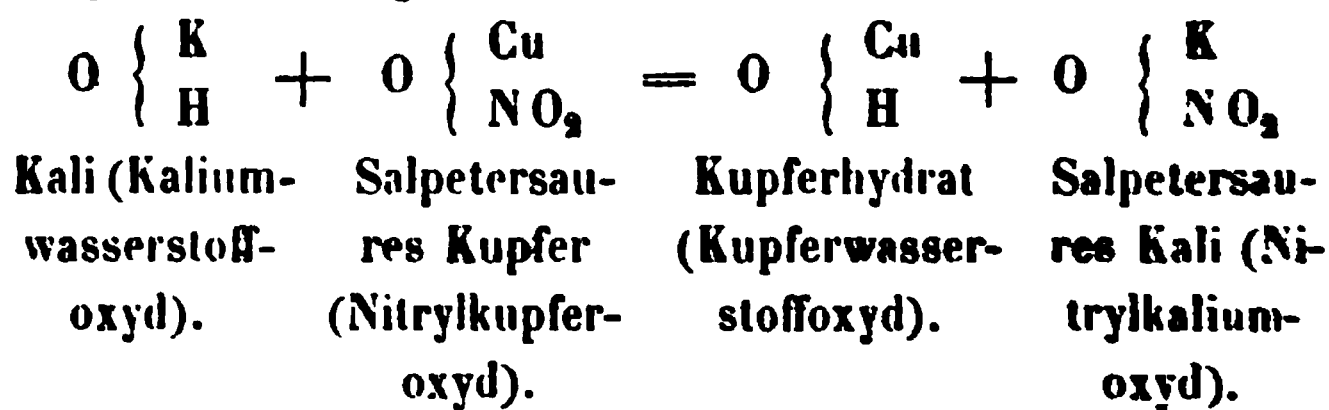 O { K H + O { Cu NO₂ = O { Cu H + O { K NO₂
Kali (Kalium- Salpetersau- Kupferhydrat Salpetersau-
wasserstoff- res Kupfer (Kupferwasser- res Kali (Ni-
oxyd). (Nitrylkupfer- stoffoxyd). trylkalium-
oxyd). oxyd).